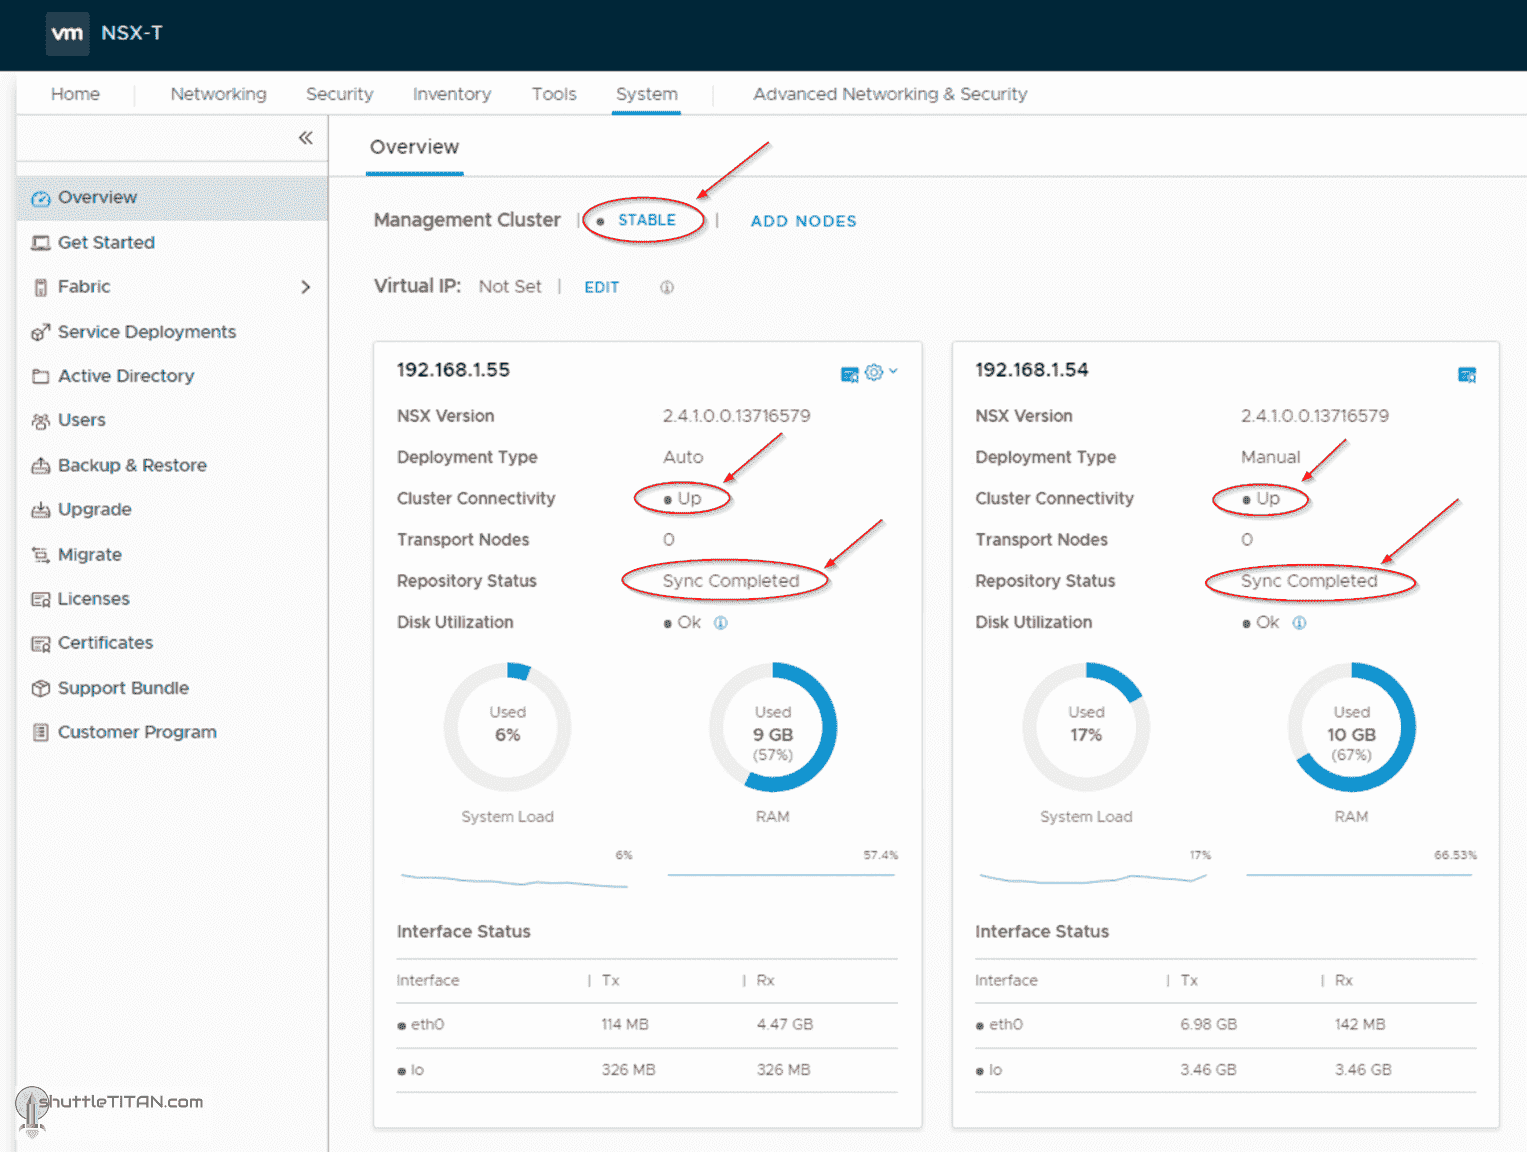 vm NSX-T
Home Networking Security Inventory Tools System Advanced Networking & Security
Overview
Get Started
Fabric
Service Deployments
Active Directory
Users
Backup & Restore
Upgrade
Migrate
Licenses
Certificates
Support Bundle
Customer Program
shuttleTITAN.com
Overview
Management Cluster | STABLE | ADD NODES
Virtual IP: Not Set | EDIT
192.168.1.55
NSX Version 2.4.1.0.0.13716579
Deployment Type Auto
Cluster Connectivity Up
Transport Nodes 0
Repository Status Sync Completed
Disk Utilization Ok
Used
6%
System Load
Used
9 GB
(57%)
RAM
6%
57.4%
Interface Status
Interface | Tx | Rx
eth0 114 MB 4.47 GB
lo 326 MB 326 MB
192.168.1.54
NSX Version 2.4.1.0.0.13716579
Deployment Type Manual
Cluster Connectivity Up
Transport Nodes 0
Repository Status Sync Completed
Disk Utilization Ok
Used
17%
System Load
Used
10 GB
(67%)
RAM
17%
66.53%
Interface Status
Interface | Tx | Rx
eth0 6.98 GB 142 MB
lo 3.46 GB 3.46 GB